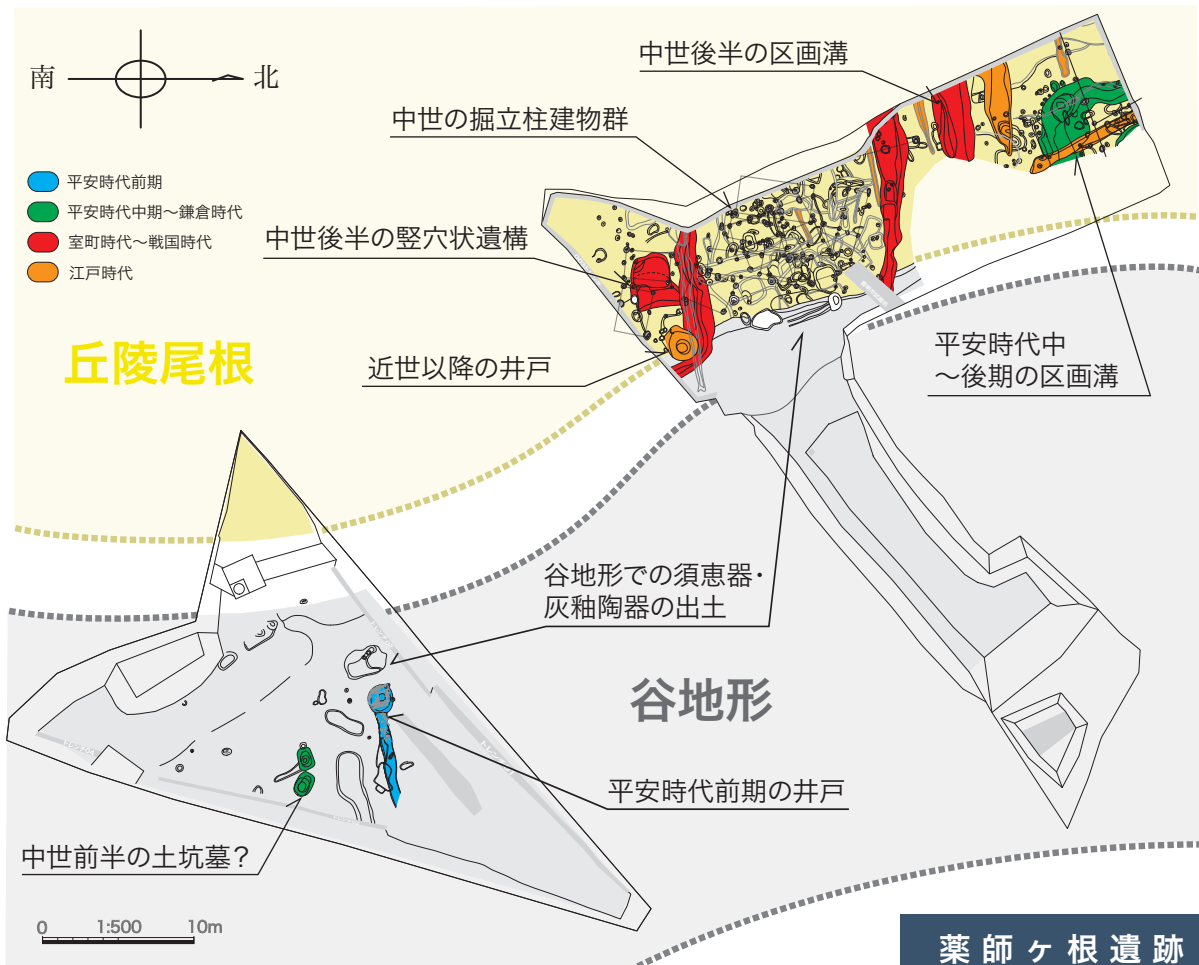 中世後半の区画溝
南
北
中世の掘立柱建物群
平安時代前期
平安時代中期～鎌倉時代
室町時代～戦国時代
江戸時代
中世後半の竪穴状遺構
丘陵尾根
近世以降の井戸
平安時代中
～後期の区画溝
谷地形での須恵器・
灰釉陶器の出土
谷地形
平安時代前期の井戸
中世前半の土坑墓？
0 1:500 10m
薬師ヶ根遺跡